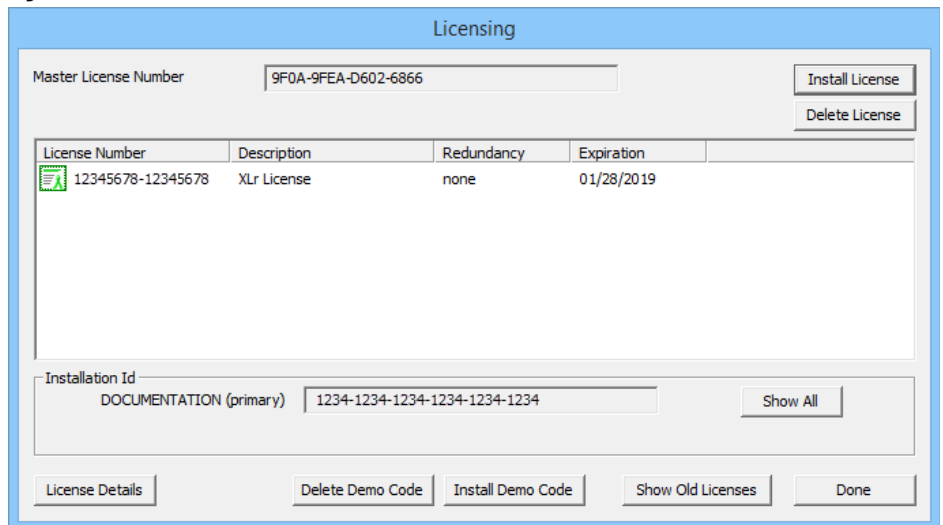 Licensing
Master License Number 9F0A-9FEA-D602-6866 Install License
Delete License
License Number Description Redundancy Expiration
12345678-12345678 XLr License none 01/28/2019
Installation Id
DOCUMENTATION (primary) 1234-1234-1234-1234-1234-1234 Show All
License Details Delete Demo Code Install Demo Code Show Old Licenses Done